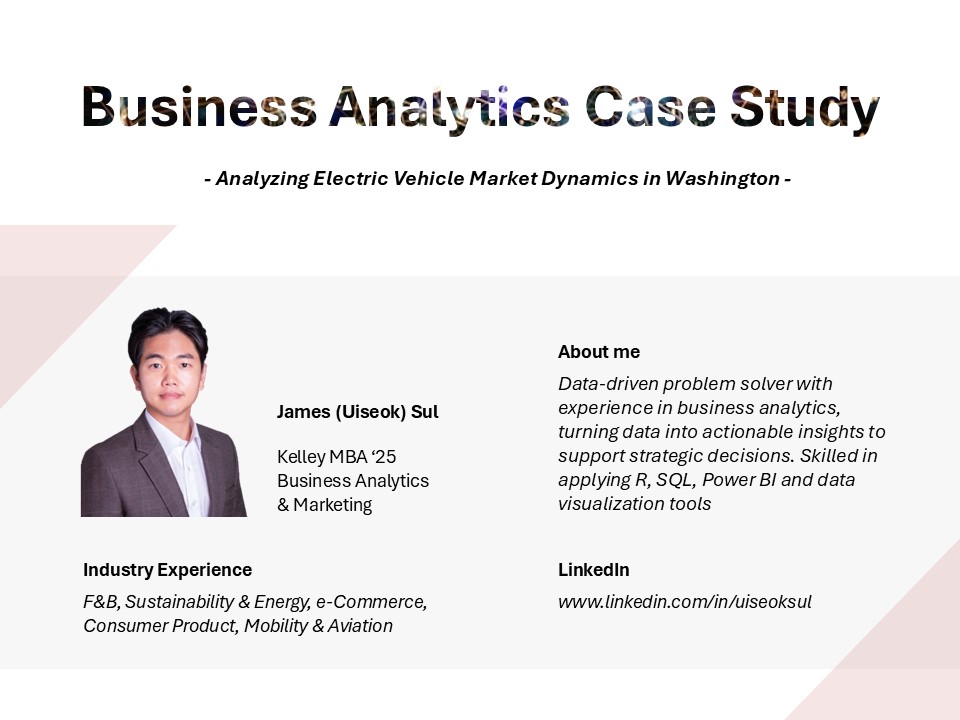 Business Analytics Case Study
- Analyzing Electric Vehicle Market Dynamics in Washington -
James (Uiseok) Sul
Kelley MBA ‘25
Business Analytics
& Marketing
About me
Data-driven problem solver with
experience in business analytics,
turning data into actionable insights to
support strategic decisions. Skilled in
applying R, SQL, Power BI and data
visualization tools
Industry Experience
F&B, Sustainability & Energy, e-Commerce,
Consumer Product, Mobility & Aviation
LinkedIn
www.linkedin.com/in/uiseoksul